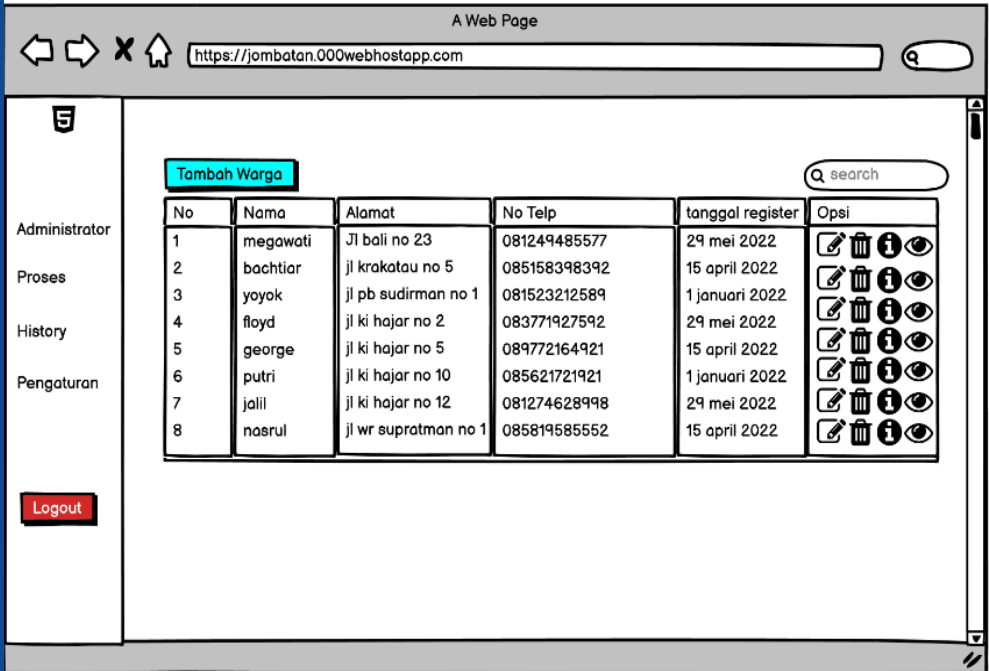 A Web Page
https://jombatan.000webhostapp.com
5
Tambah Warga
search
No Nama Alamat No Telp tanggal register Opsi
1 megawati Jl bali no 23 081249485577 29 mei 2022
2 bachtiar jl krakatau no 5 085158398392 15 april 2022
3 yoyok jl pb sudirman no 1 081523212589 1 januari 2022
4 floyd jl ki hajar no 2 083771927592 29 mei 2022
5 george jl ki hajar no 5 089772164921 15 april 2022
6 putri jl ki hajar no 10 085621721921 1 januari 2022
7 jalil jl ki hajar no 12 081274628998 29 mei 2022
8 nasrul jl wr supratman no 1 085819585552 15 april 2022
Administrator
Proses
History
Pengaturan
Logout